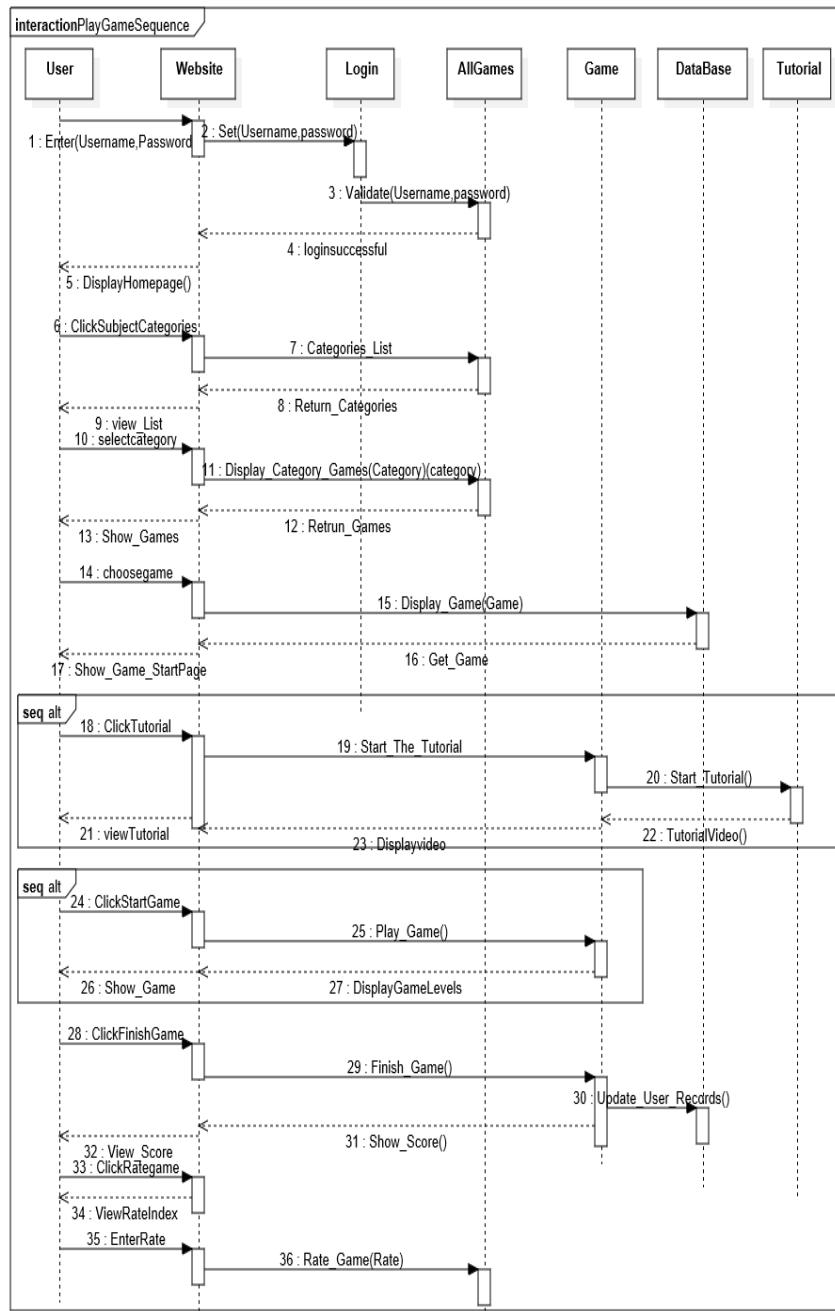 interactionPlayGameSequence
User Website Login AllGames Game DataBase Tutorial
1 : Enter(Username,Password
2 : Set(Username,password)
3 : Validate(Username,password)
4 : loginsuccessful
5 : DisplayHomepage()
6 : ClickSubjectCategories
7 : Categories_List
8 : Return_Categories
9 : view_List
10 : selectcategory
11 : Display_Category_Games(Category)(category)
12 : Retrun_Games
13 : Show_Games
14 : choosegame
15 : Display_Game(Game)
16 : Get_Game
17 : Show_Game_StartPage
seq alt
18 : ClickTutorial
19 : Start_The_Tutorial
20 : Start_Tutorial()
21 : viewTutorial
22 : TutorialVideo()
23 : Displayvideo
seq alt
24 : ClickStartGame
25 : Play_Game()
26 : Show_Game
27 : DisplayGameLevels
28 : ClickFinishGame
29 : Finish_Game()
30 : Update_User_Records()
31 : Show_Score()
32 : View_Score
33 : ClickRategame
34 : ViewRateIndex
35 : EnterRate
36 : Rate_Game(Rate)